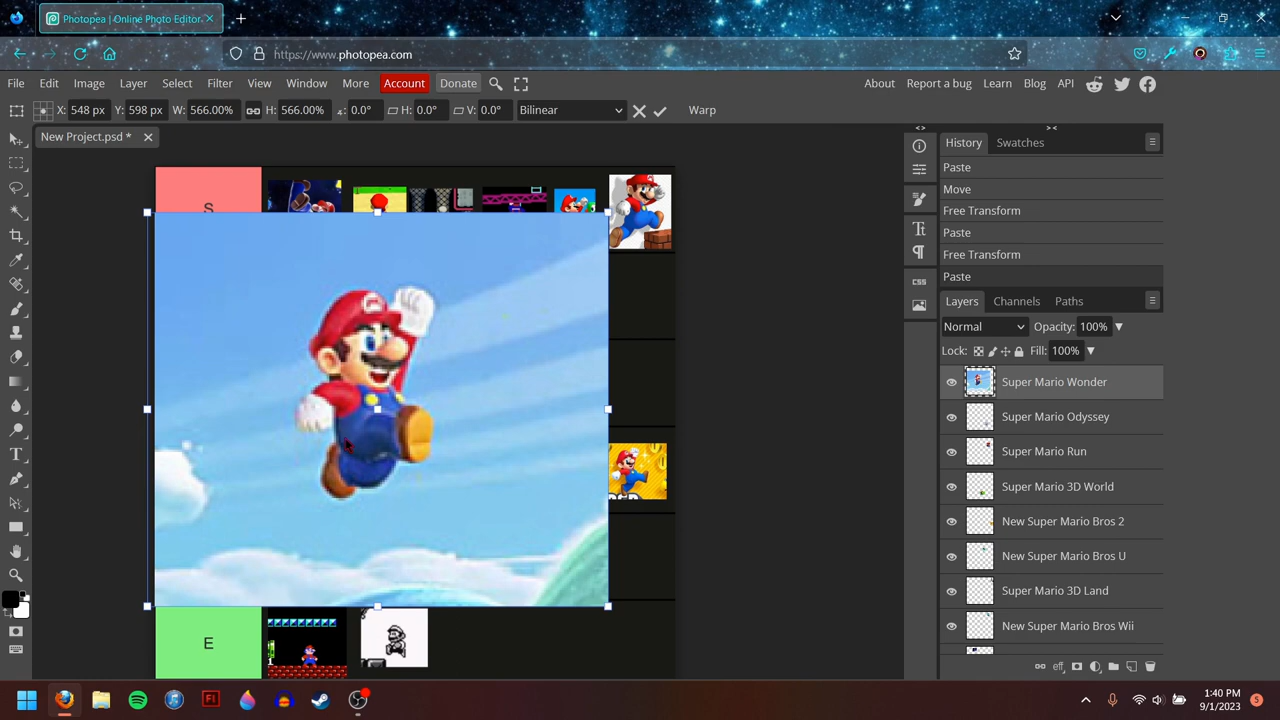 Photopea | Online Photo Editor
https://www.photopea.com
File Edit Image Layer Select Filter View Window More Account Donate About Report a bug Learn Blog API
X: 548 px Y: 598 px W: 566.00% H: 566.00% 0.0° H: 0.0° V: 0.0° Bilinear Warp
New Project.psd *
History Swatches
Paste
Move
Free Transform
Paste
Free Transform
Paste
Layers Channels Paths
Normal Opacity: 100%
Lock: Fill: 100%
Super Mario Wonder
Super Mario Odyssey
Super Mario Run
Super Mario 3D World
New Super Mario Bros 2
New Super Mario Bros U
Super Mario 3D Land
New Super Mario Bros Wii
CSS
S
E
1:40 PM
9/1/2023
5